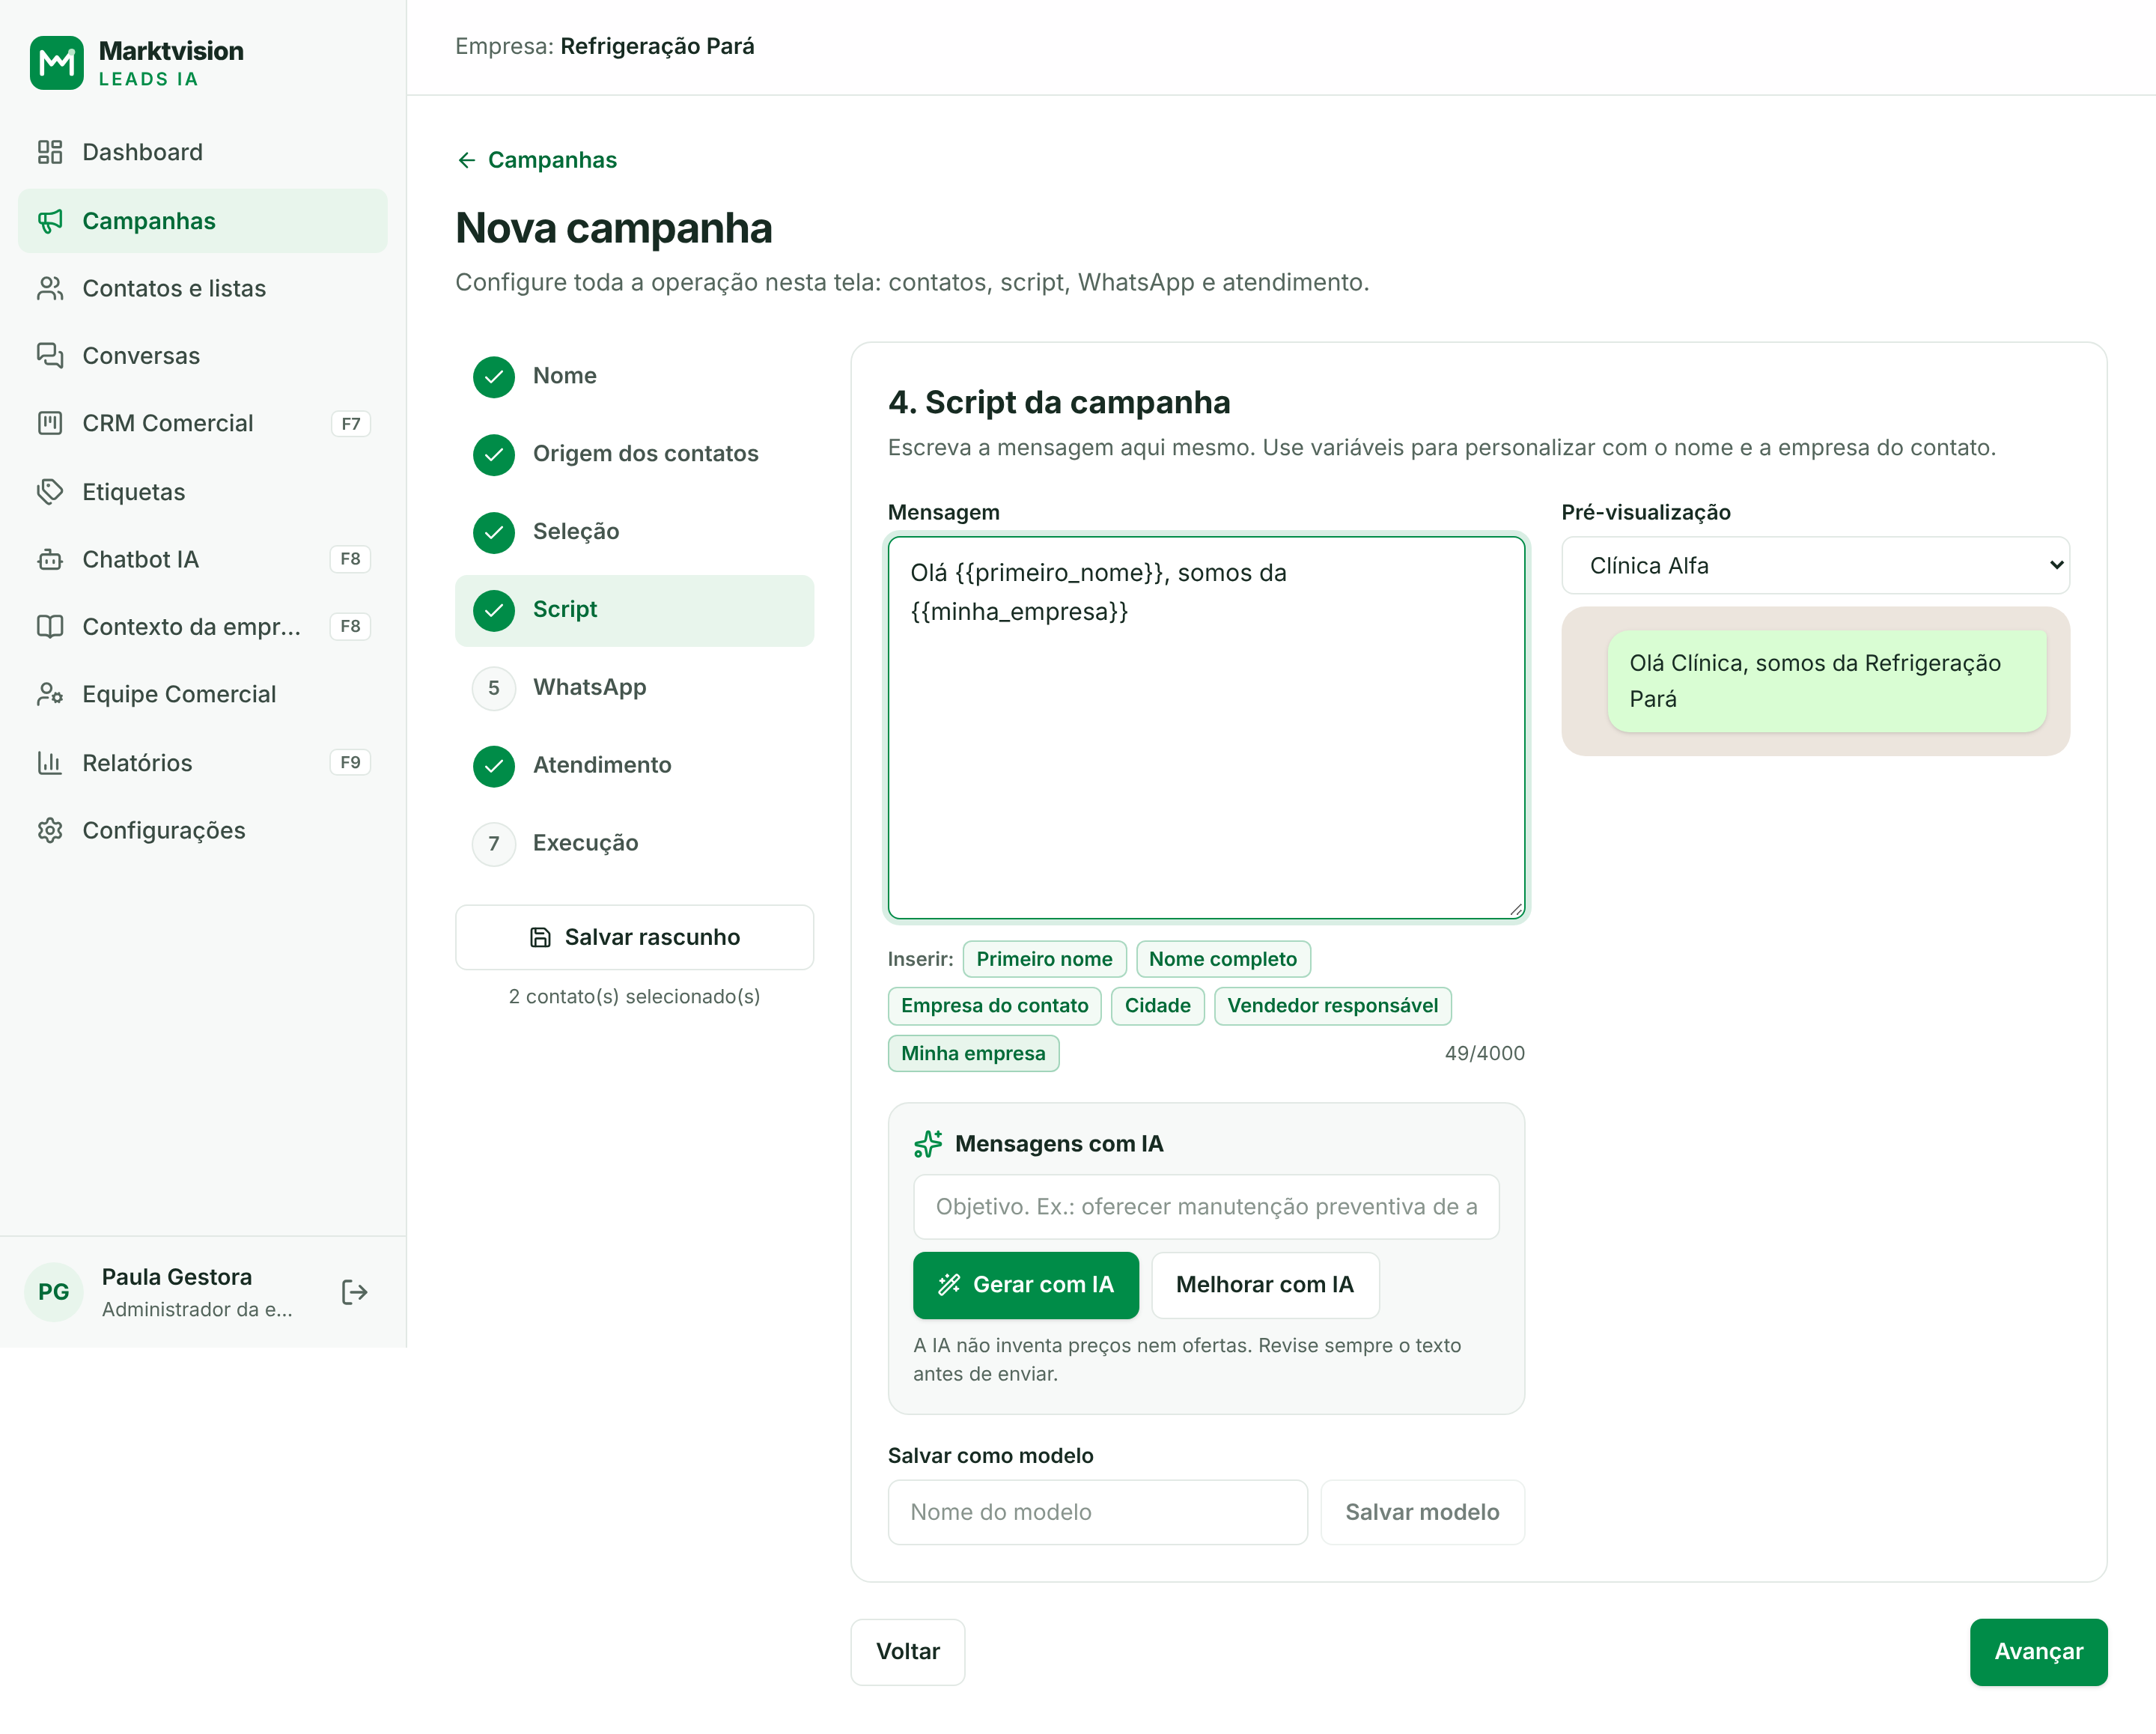 Marktvision
LEADS IA
Dashboard
Campanhas
Contatos e listas
Conversas
CRM Comercial F7
Etiquetas
Chatbot IA F8
Contexto da empr... F8
Equipe Comercial
Relatórios F9
Configurações
PG
Paula Gestora
Administrador da e...
Empresa: Refrigeração Pará
Campanhas
Nova campanha
Configure toda a operação nesta tela: contatos, script, WhatsApp e atendimento.
Nome
Origem dos contatos
Seleção
Script
5 WhatsApp
Atendimento
7 Execução
Salvar rascunho
2 contato(s) selecionado(s)
4. Script da campanha
Escreva a mensagem aqui mesmo. Use variáveis para personalizar com o nome e a empresa do contato.
Mensagem
Olá {{primeiro_nome}}, somos da
{{minha_empresa}}
Inserir: Primeiro nome Nome completo
Empresa do contato Cidade Vendedor responsável
Minha empresa 49/4000
Mensagens com IA
Objetivo. Ex.: oferecer manutenção preventiva de a
Gerar com IA Melhorar com IA
A IA não inventa preços nem ofertas. Revise sempre o texto
antes de enviar.
Salvar como modelo
Nome do modelo Salvar modelo
Pré-visualização
Clínica Alfa
Olá Clínica, somos da Refrigeração
Pará
Voltar Avançar